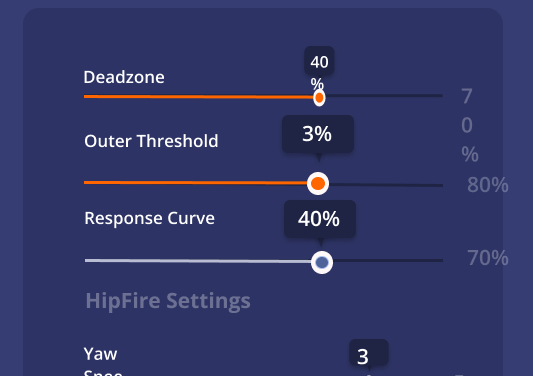 40
%
Deadzone
7
0
%
3%
Outer Threshold
80%
40%
Response Curve
70%
HipFire Settings
3
Yaw